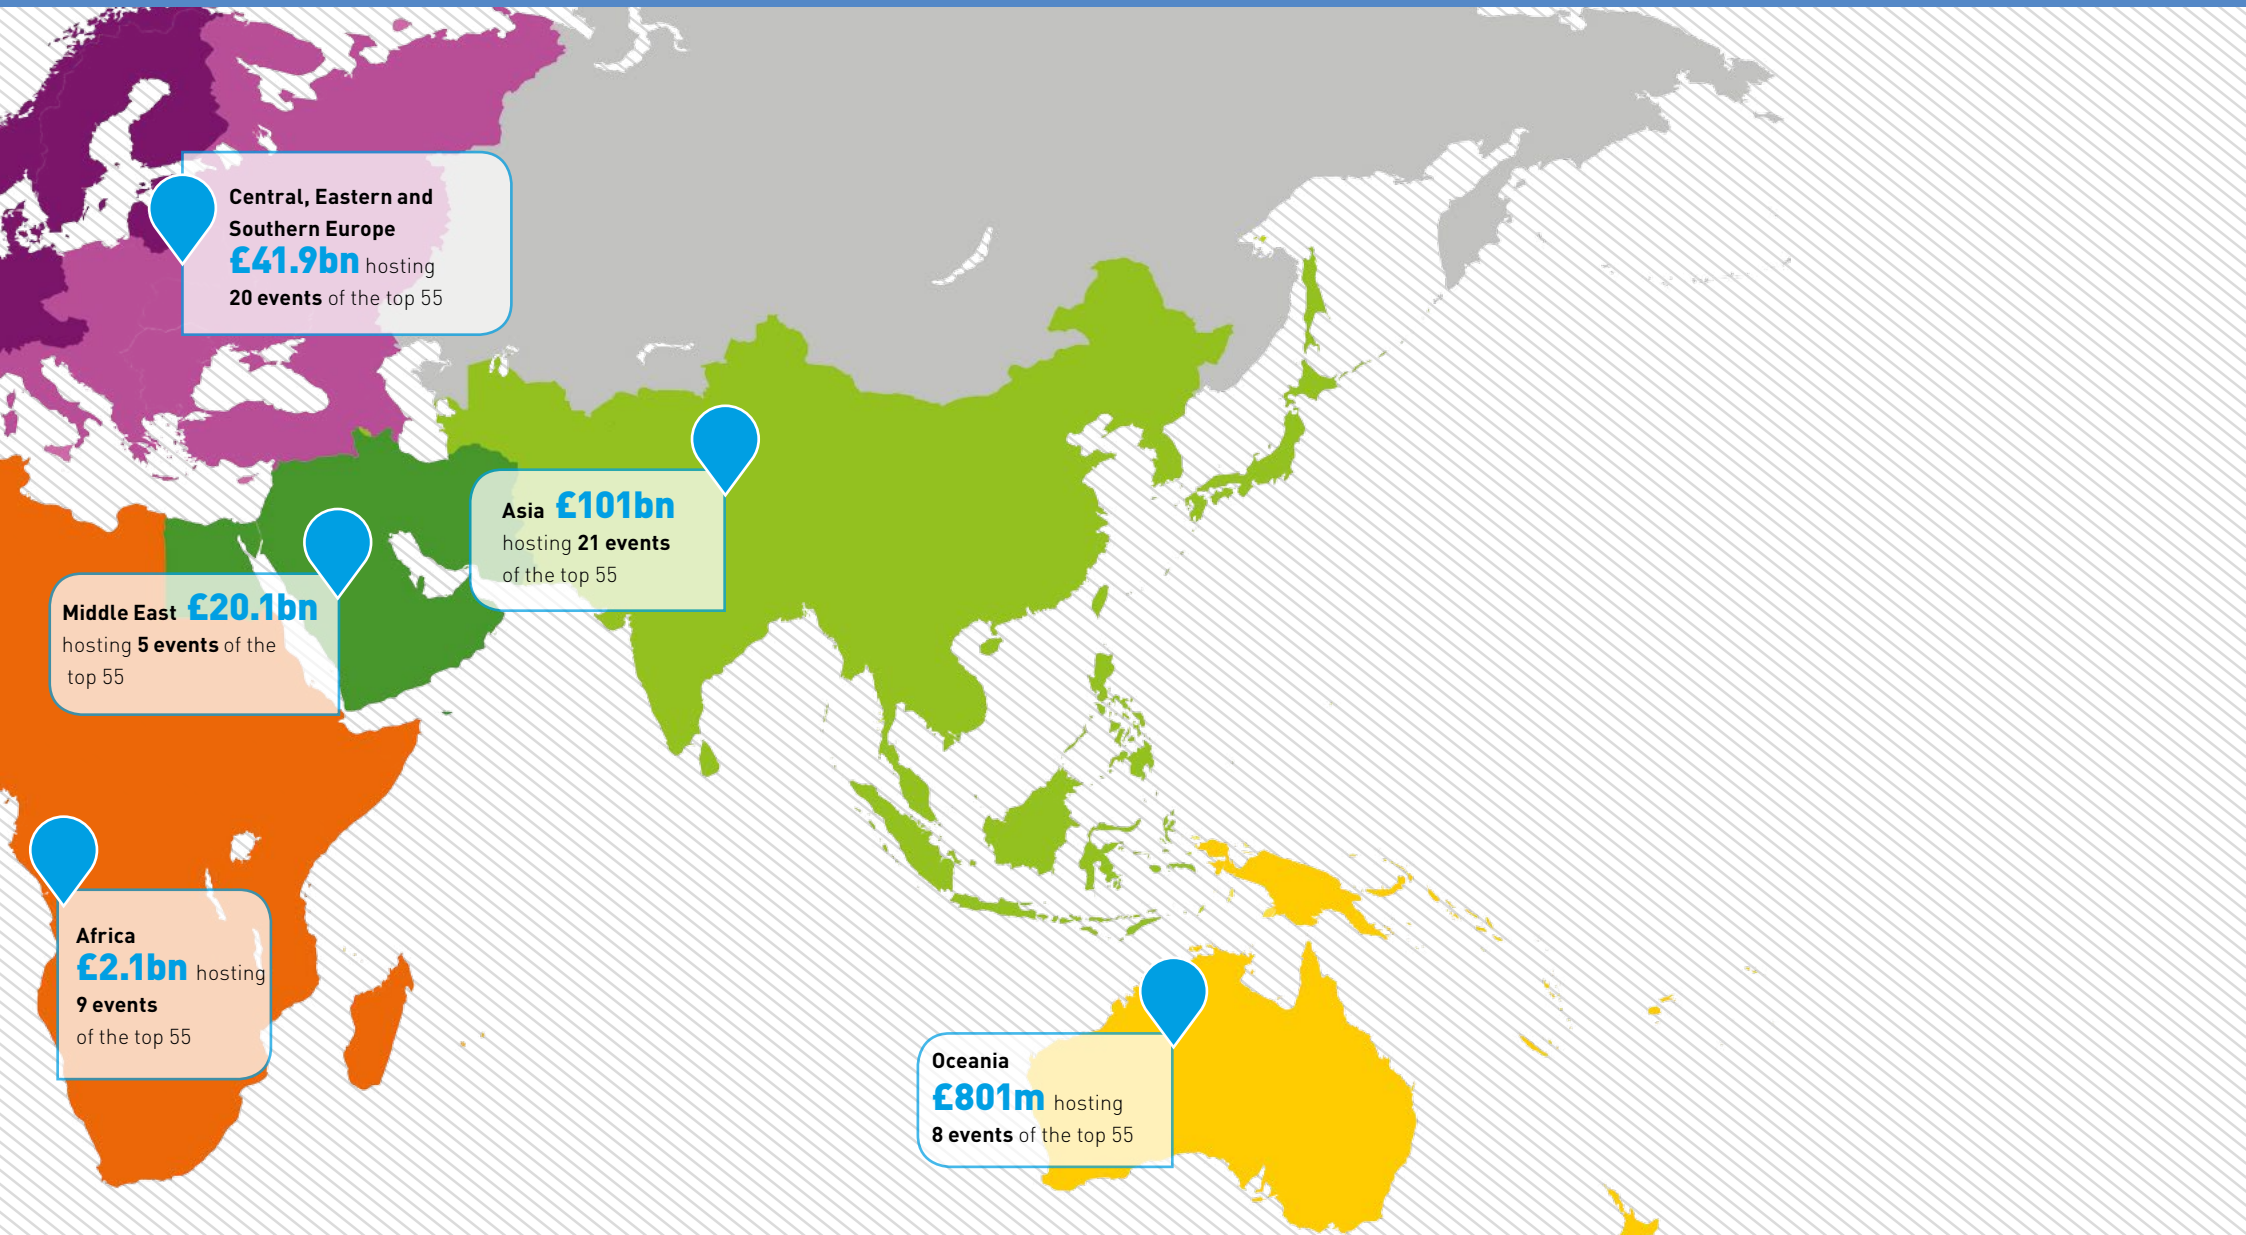 Central, Eastern and
Southern Europe
£41.9bn hosting
20 events of the top 55
Asia £101bn
hosting 21 events
of the top 55
Middle East £20.1bn
hosting 5 events of the
top 55
Africa
£2.1bn hosting
9 events
of the top 55
Oceania
£801m hosting
8 events of the top 55